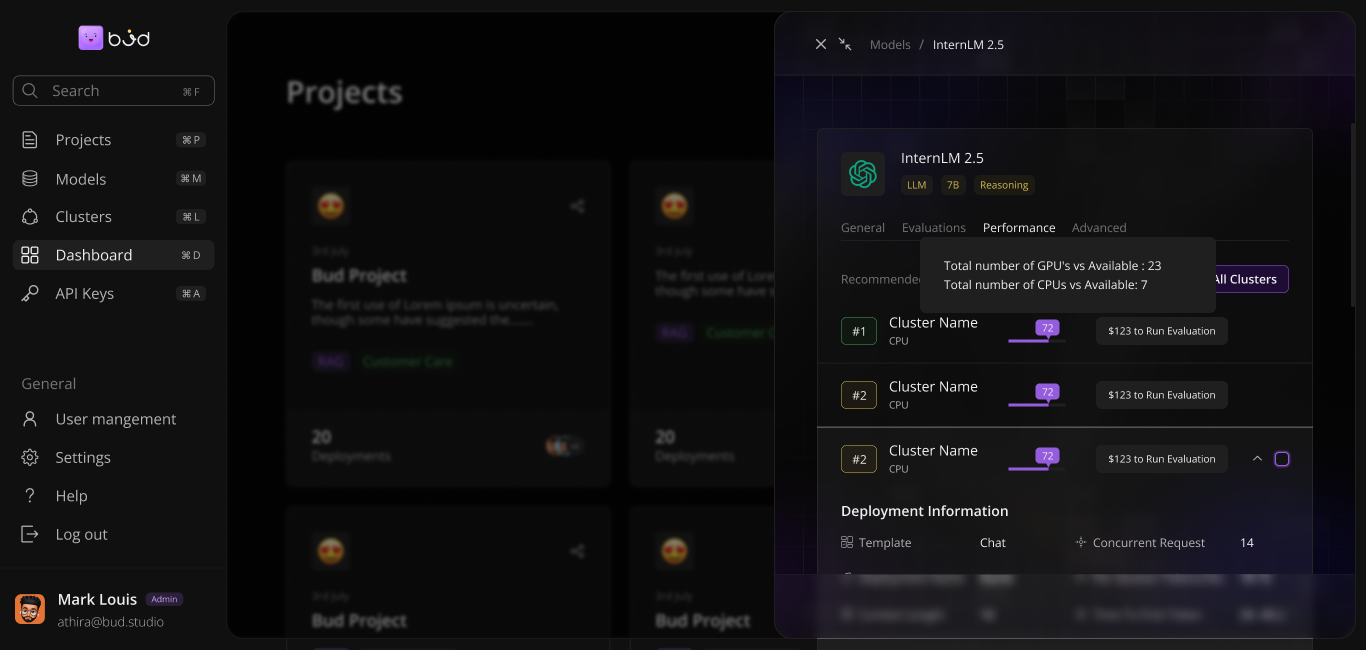 bud
Search ⌘ F
Projects ⌘ P
Models ⌘ M
Clusters ⌘ L
Dashboard ⌘ D
API Keys ⌘ A
General
User mangement
Settings
Help
Log out
Mark Louis Admin
athira@bud.studio
Projects
3rd july
Bud Project
The first use of Lorem ipsum is uncertain,
though some have suggested the.......
RAG Customer Care
20
Deployments
3rd july
The first use of Lore
though some have s
RAG Customer C
20
Deployments
3rd july
Bud Project
3rd july
Bud Project
Models / InternLM 2.5
InternLM 2.5
LLM 7B Reasoning
General Evaluations Performance Advanced
Total number of GPU's vs Available : 23
Total number of CPUs vs Available: 7
Recommende
All Clusters
#1 Cluster Name 72 $123 to Run Evaluation
CPU
#2 Cluster Name 72 $123 to Run Evaluation
CPU
#2 Cluster Name 72 $123 to Run Evaluation
CPU
Deployment Information
Template Chat Concurrent Request 14